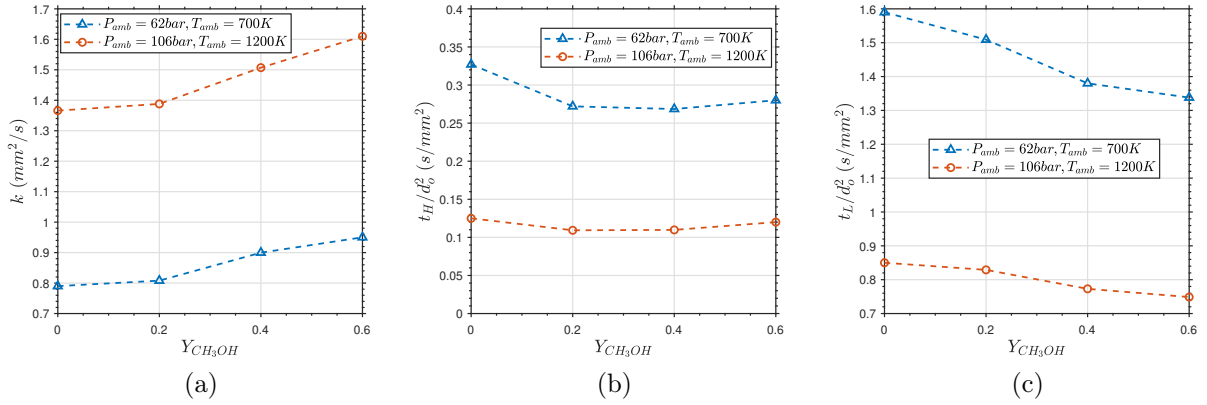 1.7
1.6
1.5
1.4
1.3
1.2
1.1
1
0.9
0.8
0.7
k (mm²/s)
P_amb = 62bar, T_amb = 700K
P_amb = 106bar, T_amb = 1200K
0 0.2 0.4 0.6
Y_CH₃OH
(a)
0.4
0.35
0.3
0.25
0.2
0.15
0.1
0.05
0
t_H/d_o² (s/mm²)
P_amb = 62bar, T_amb = 700K
P_amb = 106bar, T_amb = 1200K
0 0.2 0.4 0.6
Y_CH₃OH
(b)
1.6
1.5
1.4
1.3
1.2
1.1
1
0.9
0.8
0.7
t_L/d_o² (s/mm²)
P_amb = 62bar, T_amb = 700K
P_amb = 106bar, T_amb = 1200K
0 0.2 0.4 0.6
Y_CH₃OH
(c)